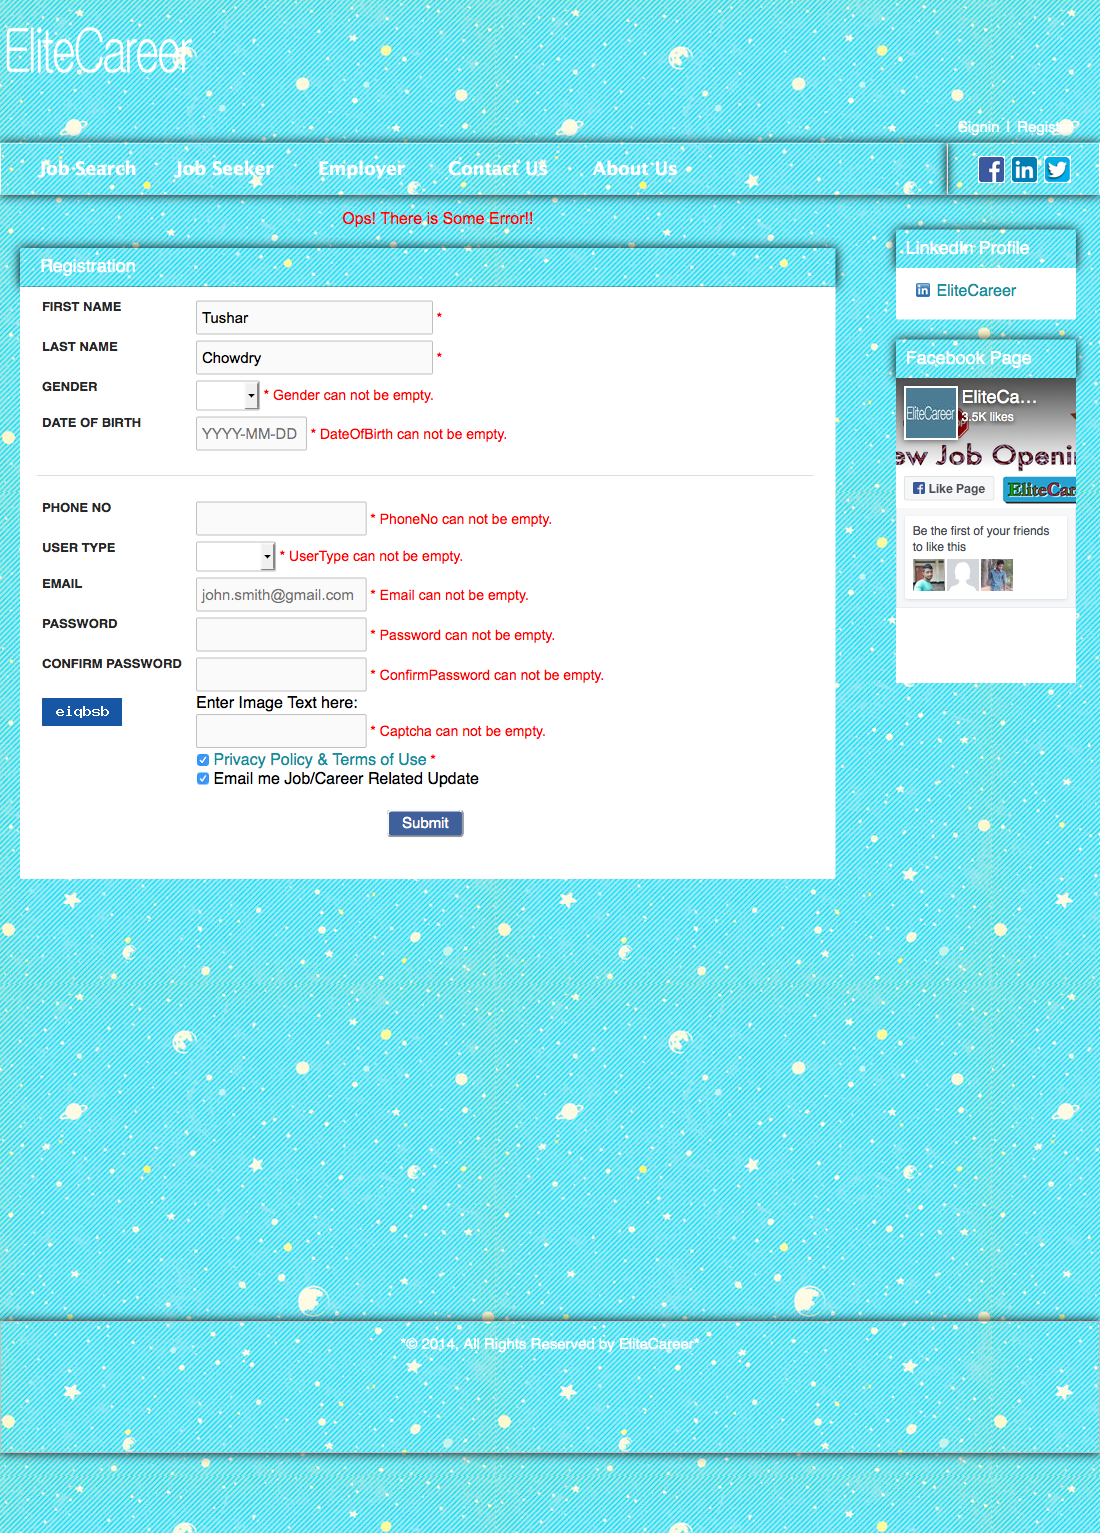 EliteCareer
Signin | Register
Job Search Job Seeker Employer Contact US About Us
Ops! There is Some Error!!
Registration
FIRST NAME Tushar *
LAST NAME Chowdry *
GENDER * Gender can not be empty.
DATE OF BIRTH YYYY-MM-DD * DateOfBirth can not be empty.
PHONE NO * PhoneNo can not be empty.
USER TYPE * UserType can not be empty.
EMAIL john.smith@gmail.com * Email can not be empty.
PASSWORD * Password can not be empty.
CONFIRM PASSWORD * ConfirmPassword can not be empty.
Enter Image Text here:
eiqbsb * Captcha can not be empty.
Privacy Policy & Terms of Use *
Email me Job/Career Related Update
Submit
LinkedIn Profile
EliteCareer
Facebook Page
EliteCareer
EliteCa...
3.5K likes
ew Job Openi
Like Page
EliteCar
Be the first of your friends
to like this
*© 2014, All Rights Reserved by EliteCareer*